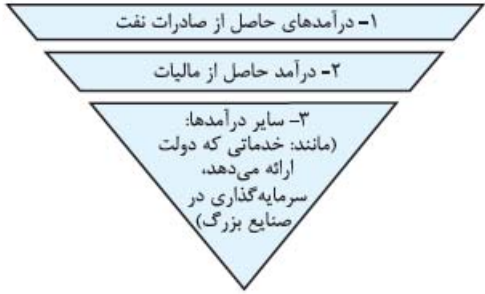 ۱- درآمدهای حاصل از صادرات نفت
۲- درآمد حاصل از مالیات
۳- سایر درآمدها:
(مانند: خدماتی که دولت
ارائه می‌دهد،
سرمایه‌گذاری در
صنایع بزرگ)